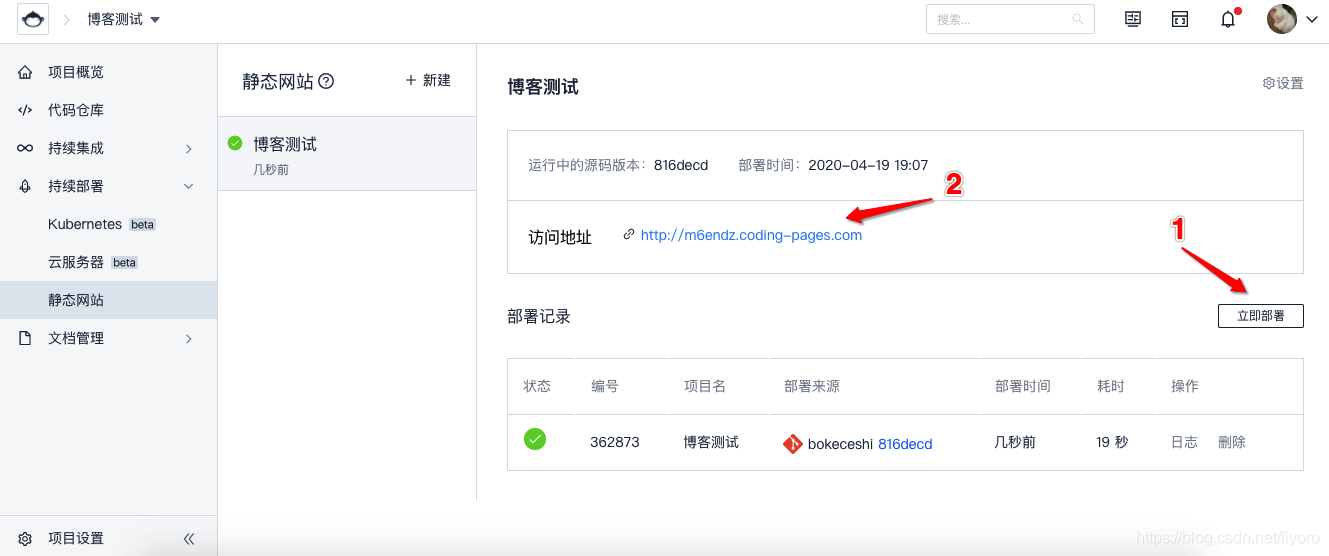 博客测试
搜索...
项目概览
代码仓库
持续集成
持续部署
Kubernetes beta
云服务器 beta
静态网站
文档管理
项目设置
静态网站
新建
博客测试
几秒前
博客测试
设置
运行中的源码版本：816decd 部署时间：2020-04-19 19:07
2
访问地址 http://m6endz.coding-pages.com
1
部署记录
立即部署
状态 编号 项目名 部署来源 部署时间 耗时 操作
362873 博客测试 bokeceshi 816decd 几秒前 19 秒 日志 删除
https://blog.csdn.net/liyoro